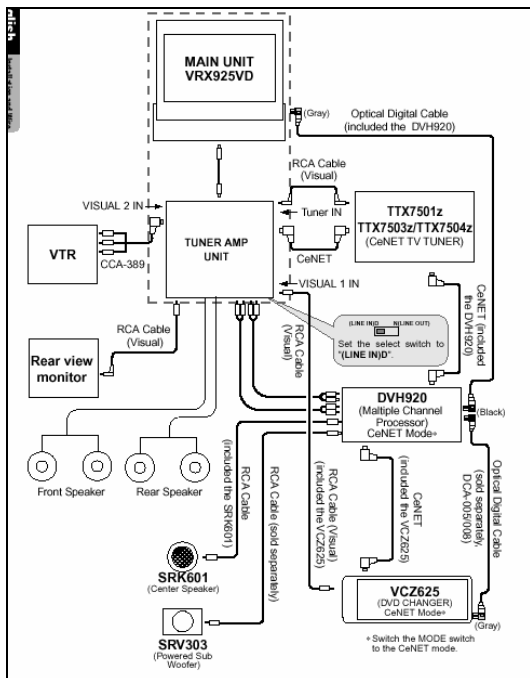 glish
MAIN UNIT
VRX925VD
(Gray)
Optical Digital Cable
(included the DVH920)
RCA Cable
(Visual)
VISUAL 2 IN
Tuner IN
TTX7501z
TTX7503z/TTX7504z
(CeNET TV TUNER)
VTR
CCA-389
TUNER AMP
UNIT
CeNET
VISUAL 1 IN
CeNET (included
the DVH920)
RCA Cable
(Visual)
RCA Cable
(Visual)
(LINE IN)D
N(LINE OUT)
Set the select switch to
"(LINE IN)D".
Rear view
monitor
DVH920
(Maltiple Channel
Processor)
CeNET Mode*
(Black)
Front Speaker
Rear Speaker
RCA Cable
(included the SRK601)
RCA Cable (sold separately)
RCA Cable (Visual)
(included the VCZ625)
CeNET
(included the VCZ625)
Optical Digital Cable
(sold separately,
DCA-005/008)
SRK601
(Center Speaker)
VCZ625
(DVD CHANGER)
CeNET Mode*
(Gray)
SRV303
(Powered Sub
Woofer)
* Switch the MODE switch
to the CeNET mode.